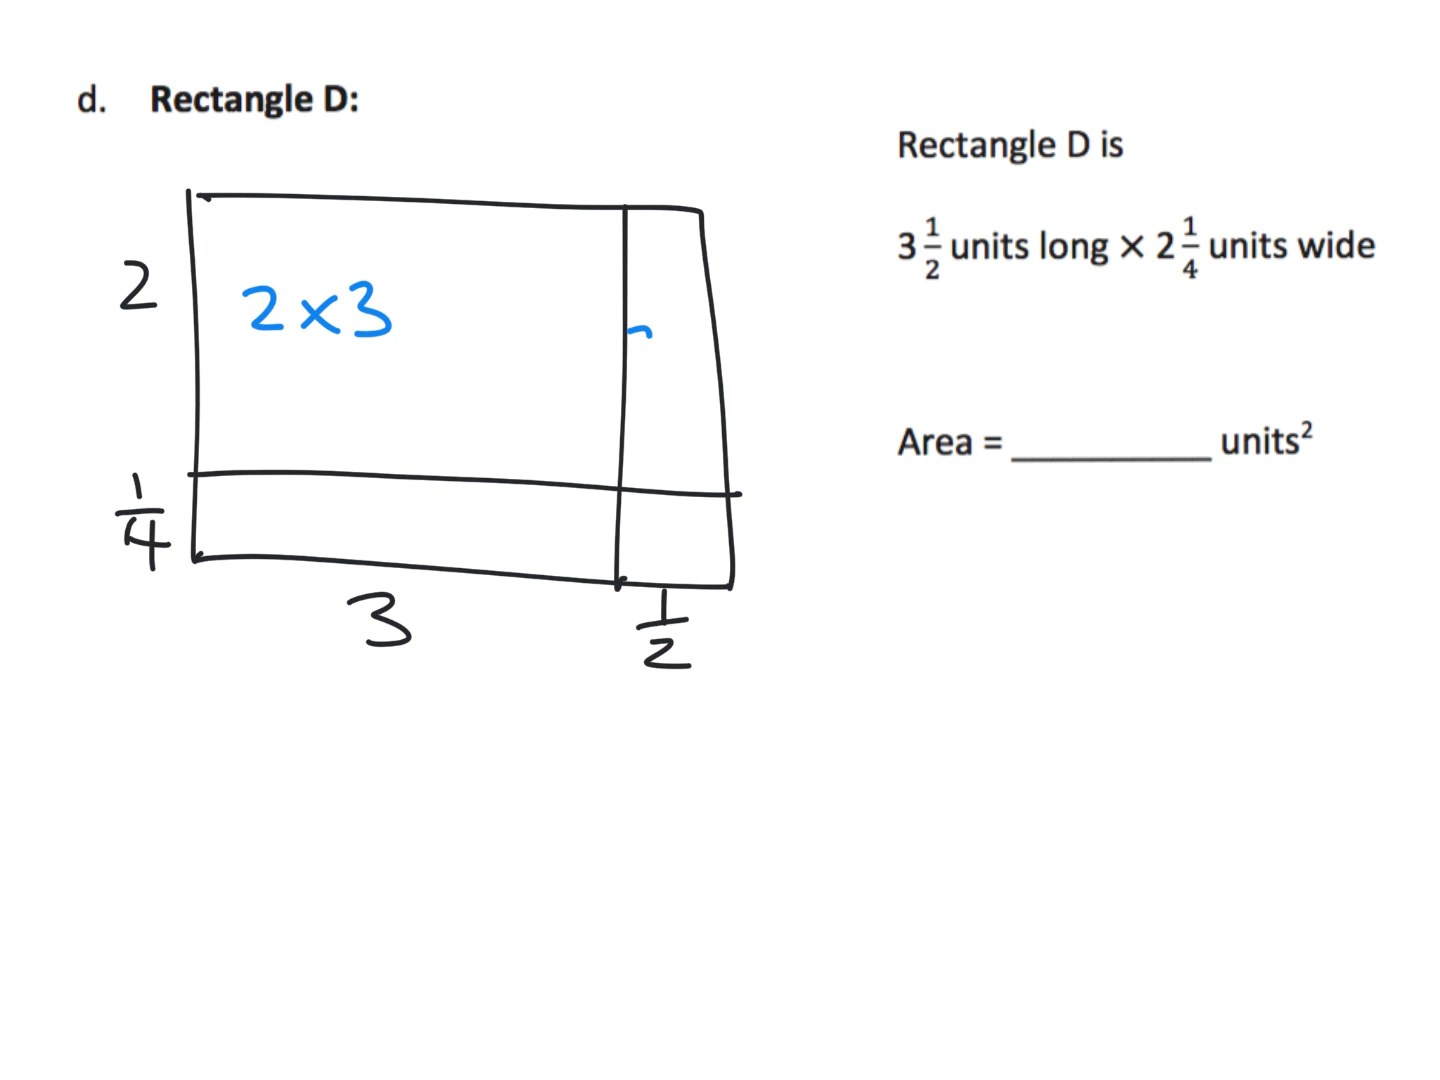 d. Rectangle D:
Rectangle D is
3 1/2 units long × 2 1/4 units wide
2
2×3
Area = __________ units²
1/4
3
1/2